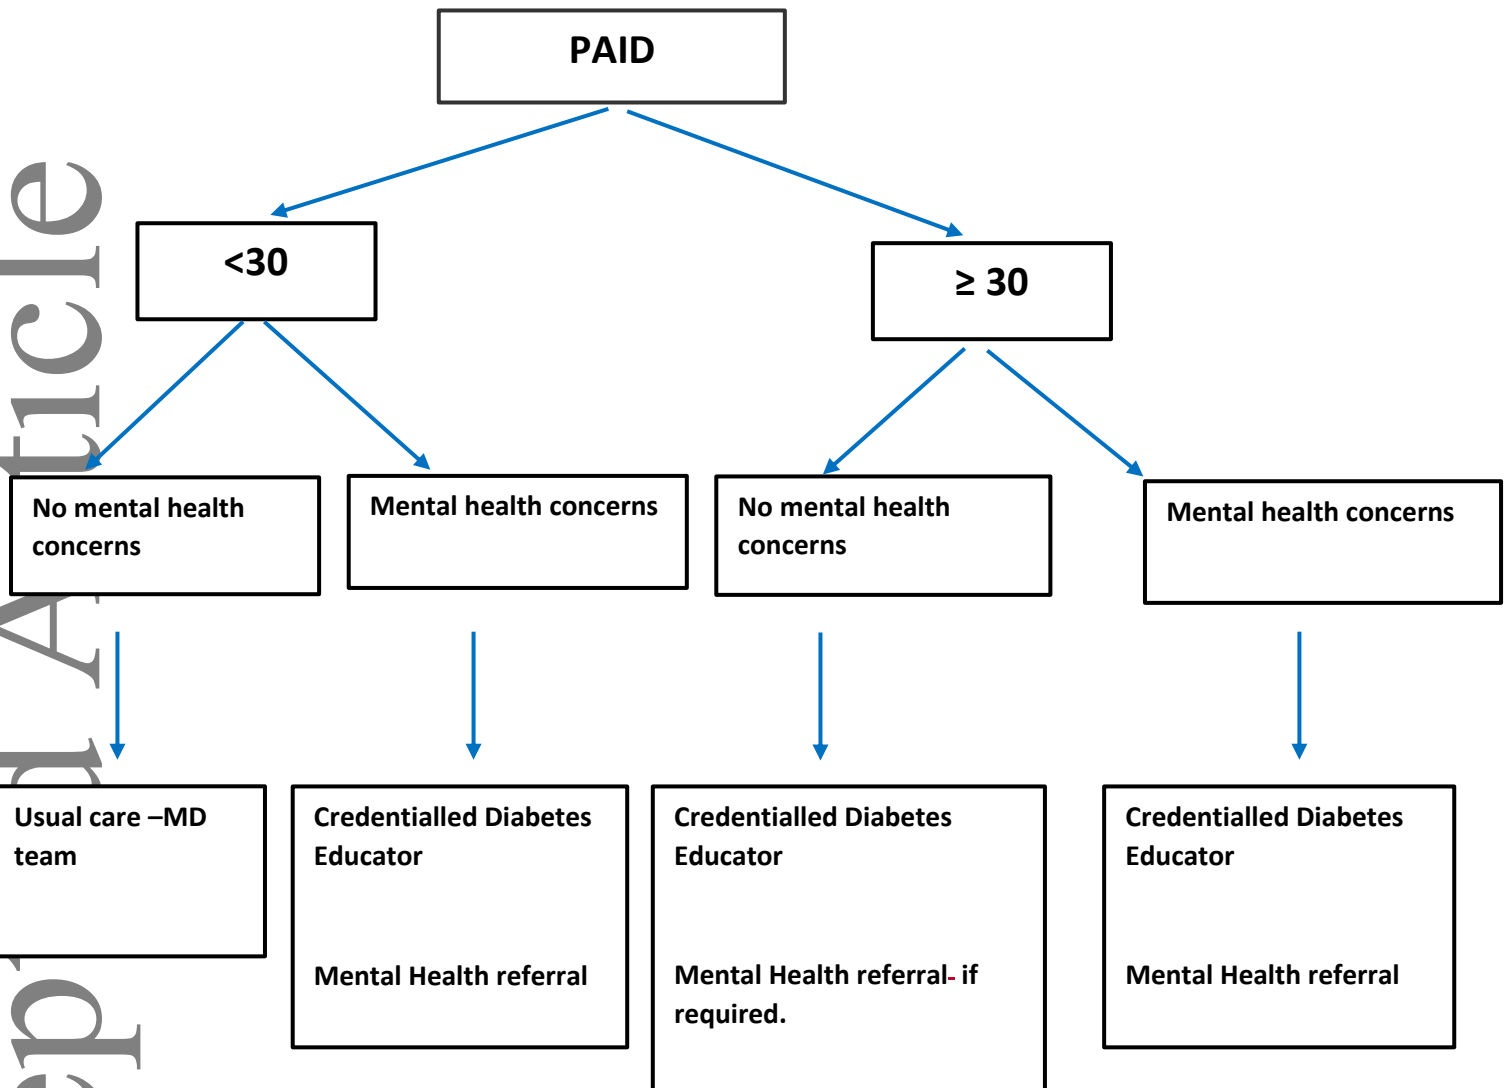 PAID
<30
≥ 30
No mental health
concerns
Mental health concerns
No mental health
concerns
Mental health concerns
Usual care –MD
team
Credentialled Diabetes
Educator
Mental Health referral
Credentialled Diabetes
Educator
Mental Health referral- if
required.
Credentialled Diabetes
Educator
Mental Health referral
Article